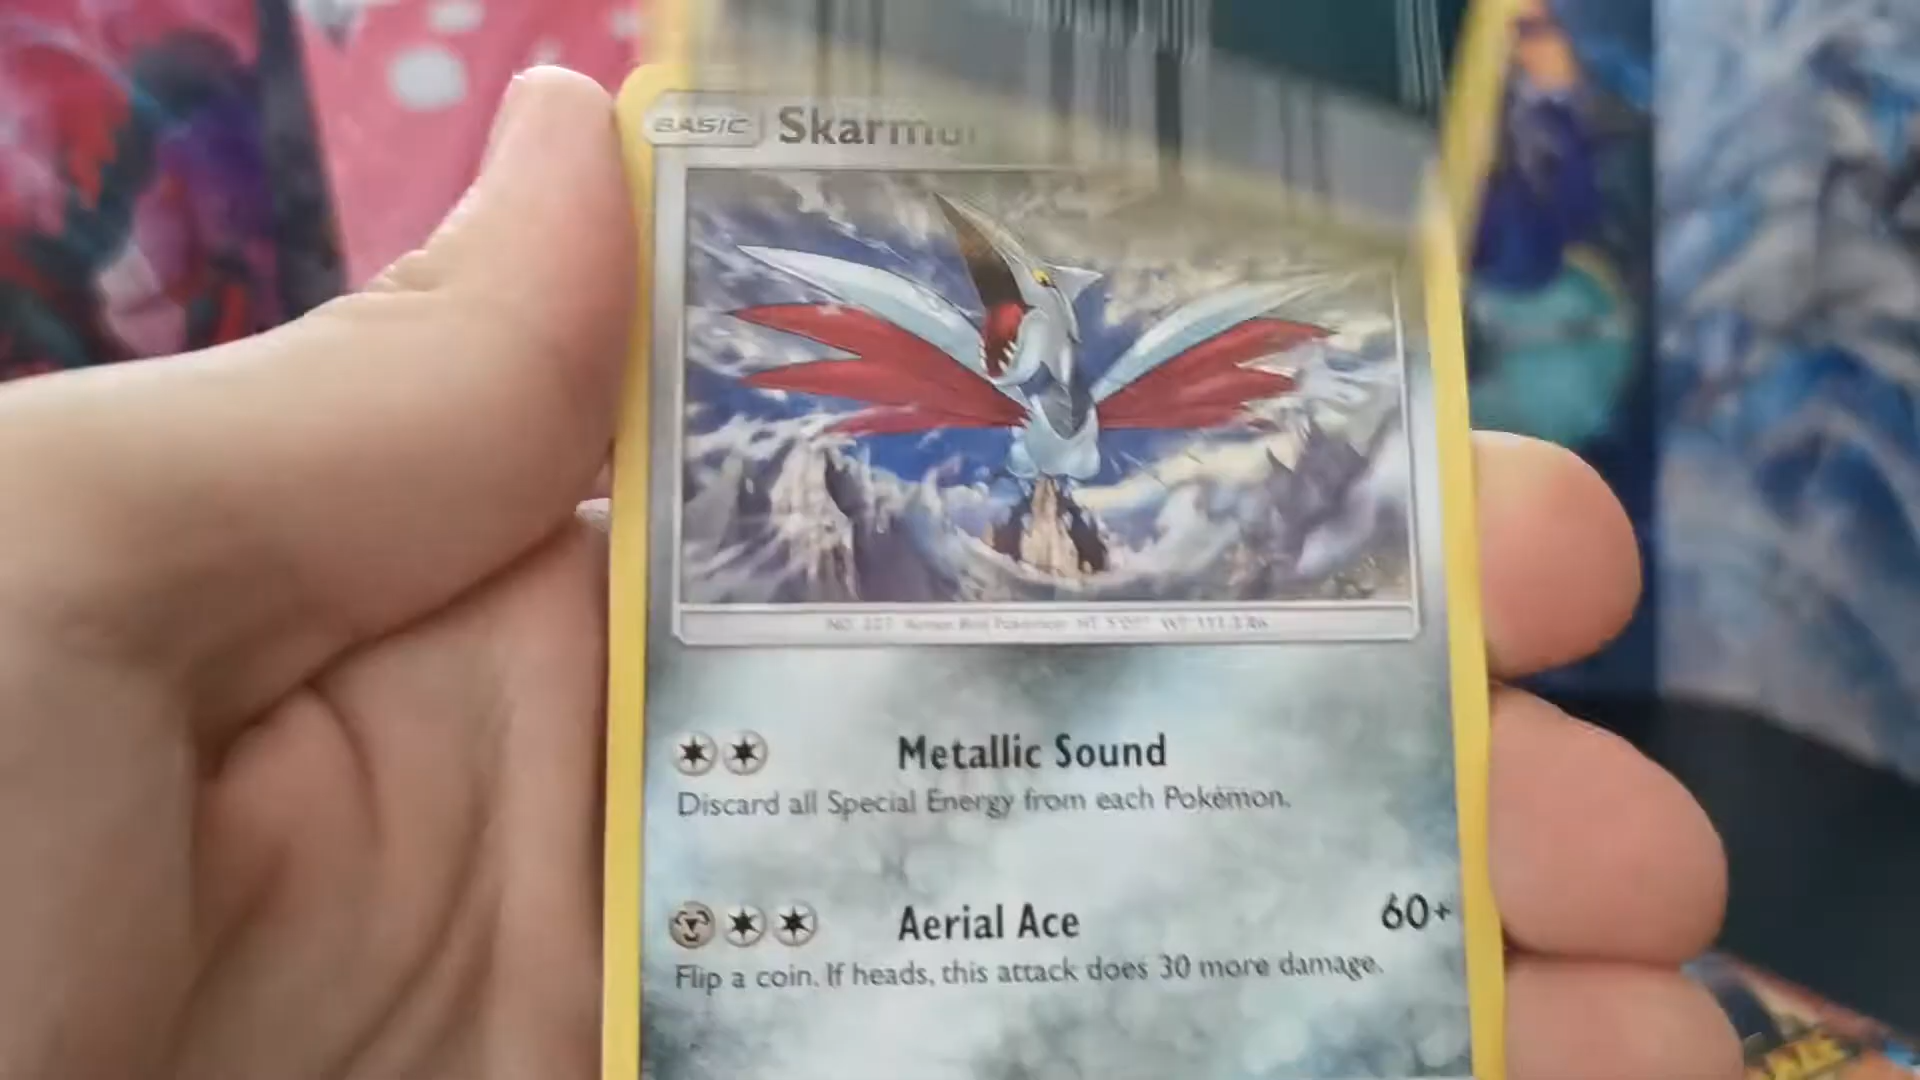 BASIC Skarmo
Metallic Sound
Discard all Special Energy from each Pokémon.
Aerial Ace 60+
Flip a coin. If heads, this attack does 30 more damage.